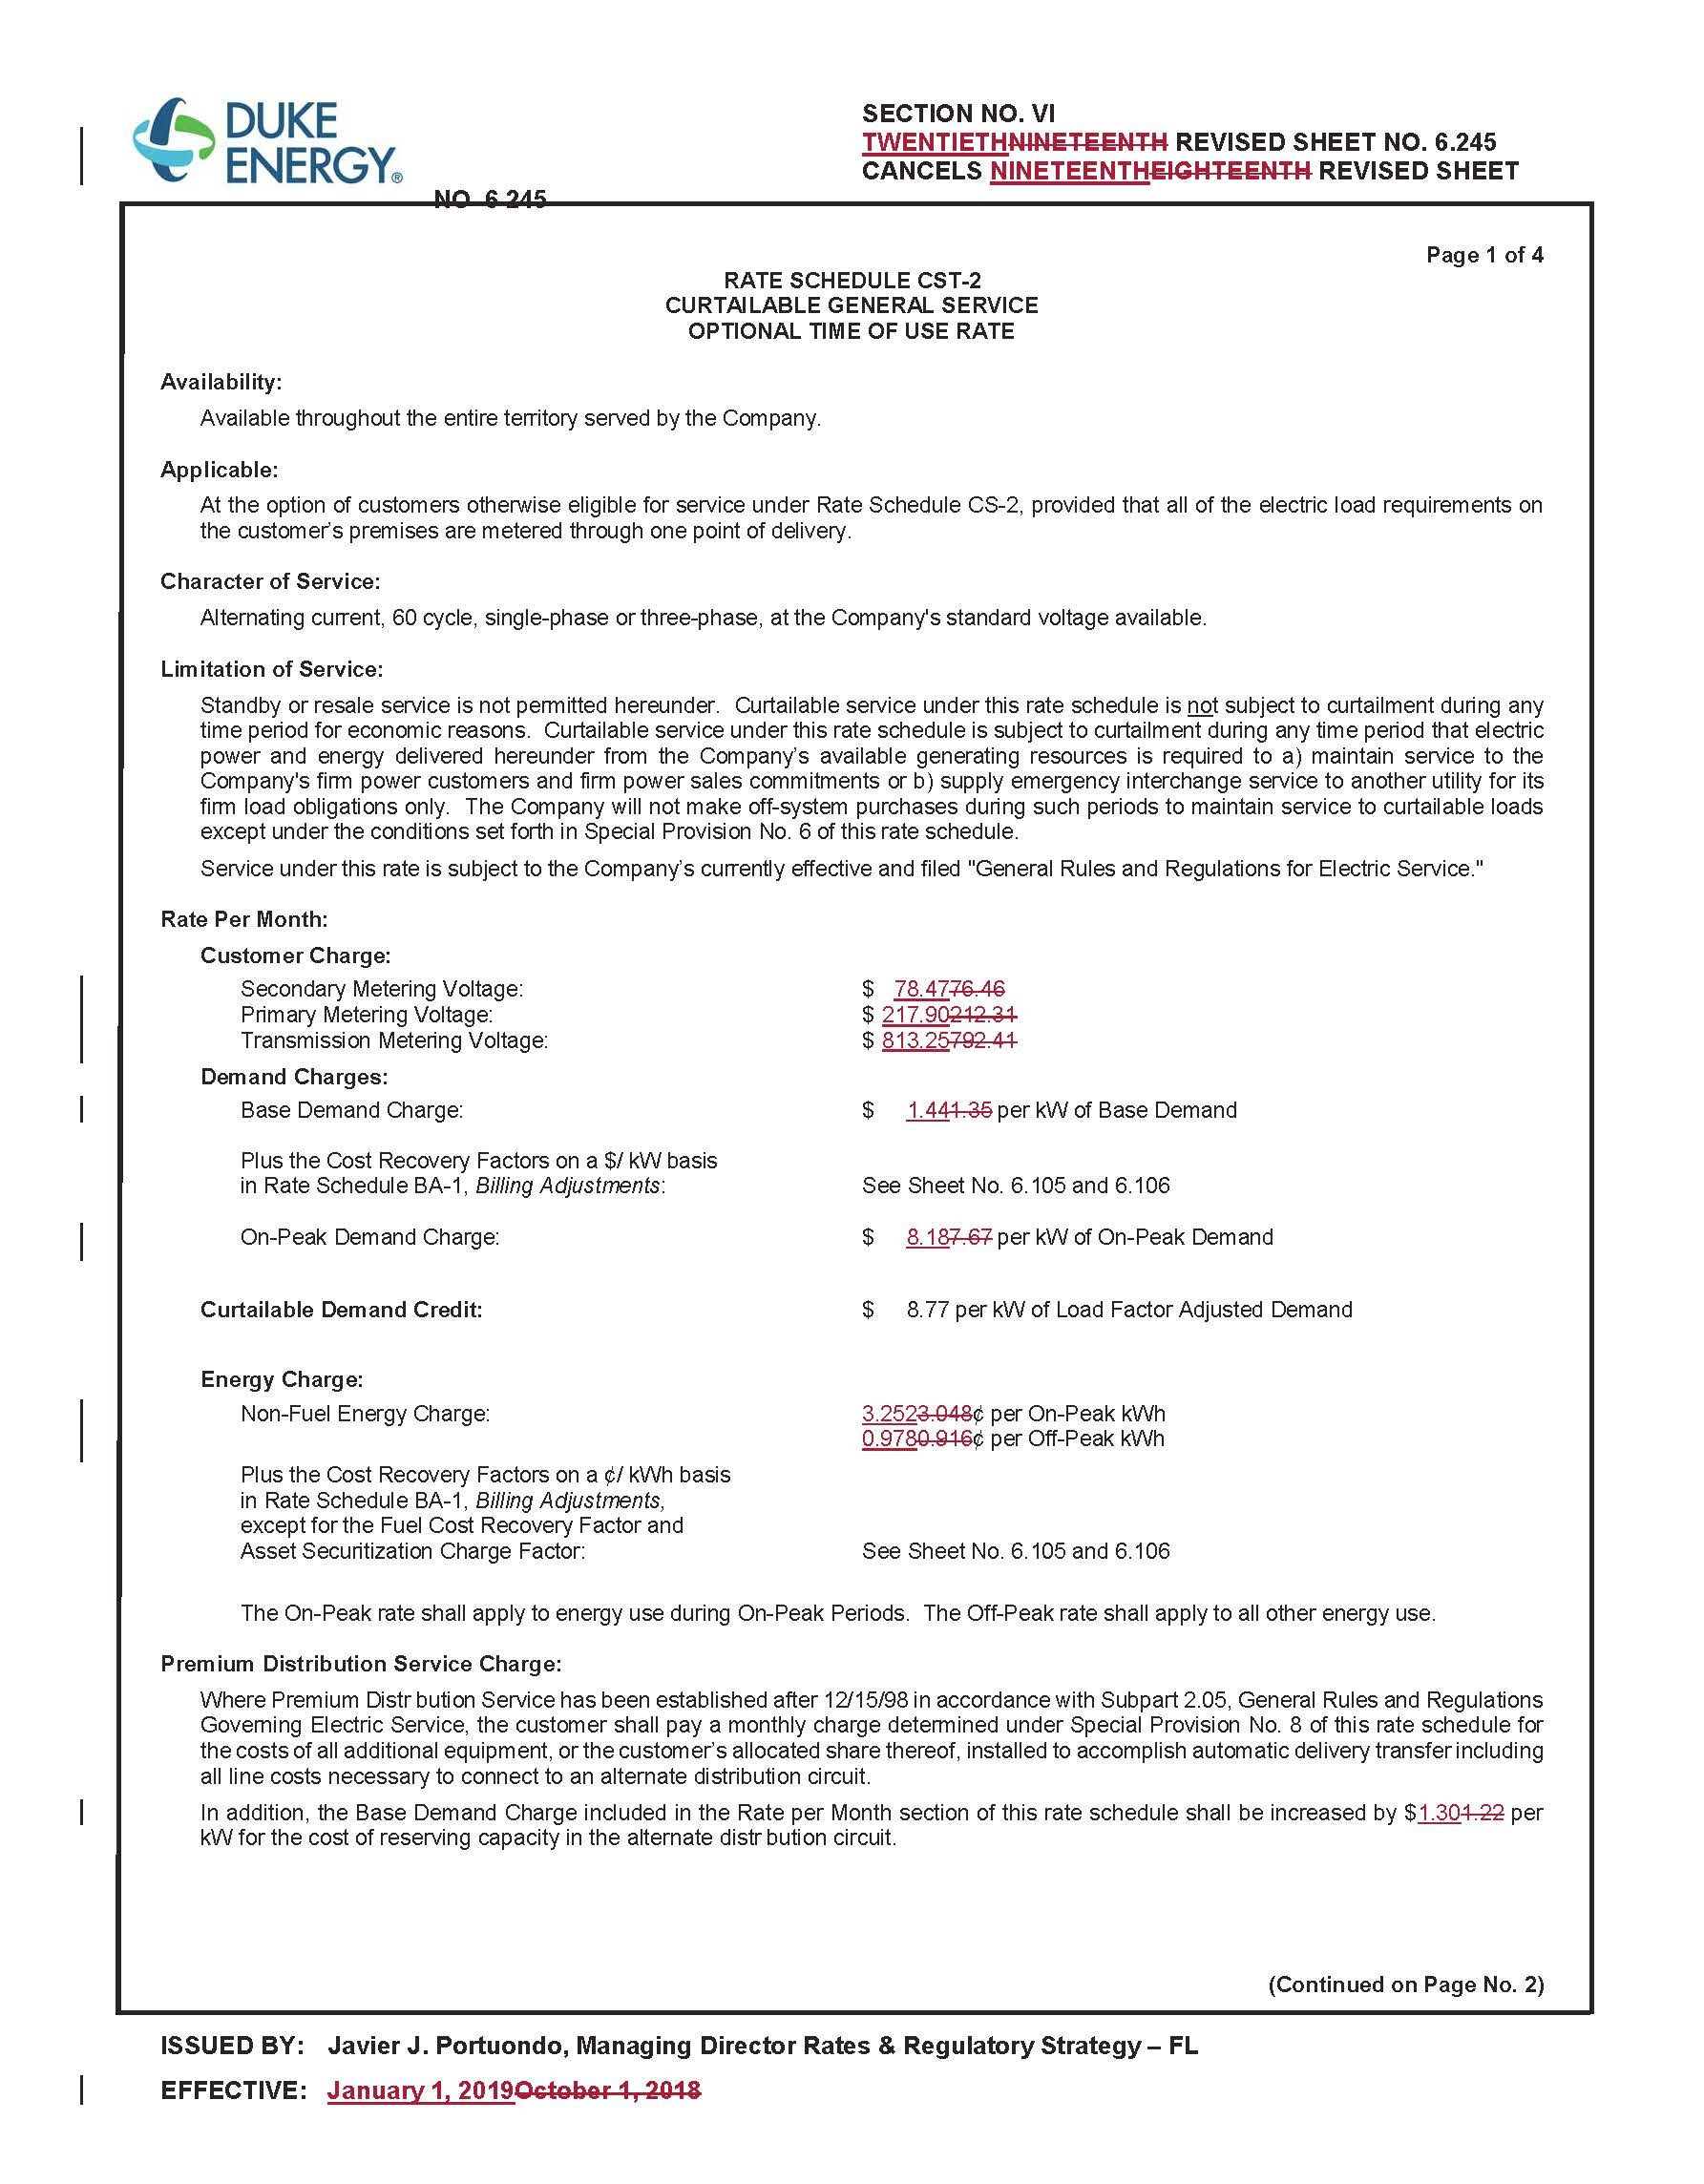 DUKE
ENERGY®
SECTION NO. VI
TWENTIETHNINETEENTH REVISED SHEET NO. 6.245
CANCELS NINETEENTHEIGHTEENTH REVISED SHEET
NO. 6.245
Page 1 of 4
RATE SCHEDULE CST-2
CURTAILABLE GENERAL SERVICE
OPTIONAL TIME OF USE RATE
Availability:
Available throughout the entire territory served by the Company.
Applicable:
At the option of customers otherwise eligible for service under Rate Schedule CS-2, provided that all of the electric load requirements on
the customer's premises are metered through one point of delivery.
Character of Service:
Alternating current, 60 cycle, single-phase or three-phase, at the Company's standard voltage available.
Limitation of Service:
Standby or resale service is not permitted hereunder. Curtailable service under this rate schedule is not subject to curtailment during any
time period for economic reasons. Curtailable service under this rate schedule is subject to curtailment during any time period that electric
power and energy delivered hereunder from the Company's available generating resources is required to a) maintain service to the
Company's firm power customers and firm power sales commitments or b) supply emergency interchange service to another utility for its
firm load obligations only. The Company will not make off-system purchases during such periods to maintain service to curtailable loads
except under the conditions set forth in Special Provision No. 6 of this rate schedule.
Service under this rate is subject to the Company's currently effective and filed "General Rules and Regulations for Electric Service."
Rate Per Month:
Customer Charge:
Secondary Metering Voltage: $ 78.4776.46
Primary Metering Voltage: $ 217.90212.31
Transmission Metering Voltage: $ 813.25792.41
Demand Charges:
Base Demand Charge: $ 1.441.35 per kW of Base Demand
Plus the Cost Recovery Factors on a $/ kW basis
in Rate Schedule BA-1, Billing Adjustments: See Sheet No. 6.105 and 6.106
On-Peak Demand Charge: $ 8.187.67 per kW of On-Peak Demand
Curtailable Demand Credit: $ 8.77 per kW of Load Factor Adjusted Demand
Energy Charge:
Non-Fuel Energy Charge: 3.2523.048¢ per On-Peak kWh
0.9780.916¢ per Off-Peak kWh
Plus the Cost Recovery Factors on a ¢/ kWh basis
in Rate Schedule BA-1, Billing Adjustments,
except for the Fuel Cost Recovery Factor and
Asset Securitization Charge Factor: See Sheet No. 6.105 and 6.106
The On-Peak rate shall apply to energy use during On-Peak Periods. The Off-Peak rate shall apply to all other energy use.
Premium Distribution Service Charge:
Where Premium Distr bution Service has been established after 12/15/98 in accordance with Subpart 2.05, General Rules and Regulations
Governing Electric Service, the customer shall pay a monthly charge determined under Special Provision No. 8 of this rate schedule for
the costs of all additional equipment, or the customer's allocated share thereof, installed to accomplish automatic delivery transfer including
all line costs necessary to connect to an alternate distribution circuit.
In addition, the Base Demand Charge included in the Rate per Month section of this rate schedule shall be increased by $1.301.22 per
kW for the cost of reserving capacity in the alternate distr bution circuit.
(Continued on Page No. 2)
ISSUED BY: Javier J. Portuondo, Managing Director Rates & Regulatory Strategy – FL
EFFECTIVE: January 1, 2019October 1, 2018